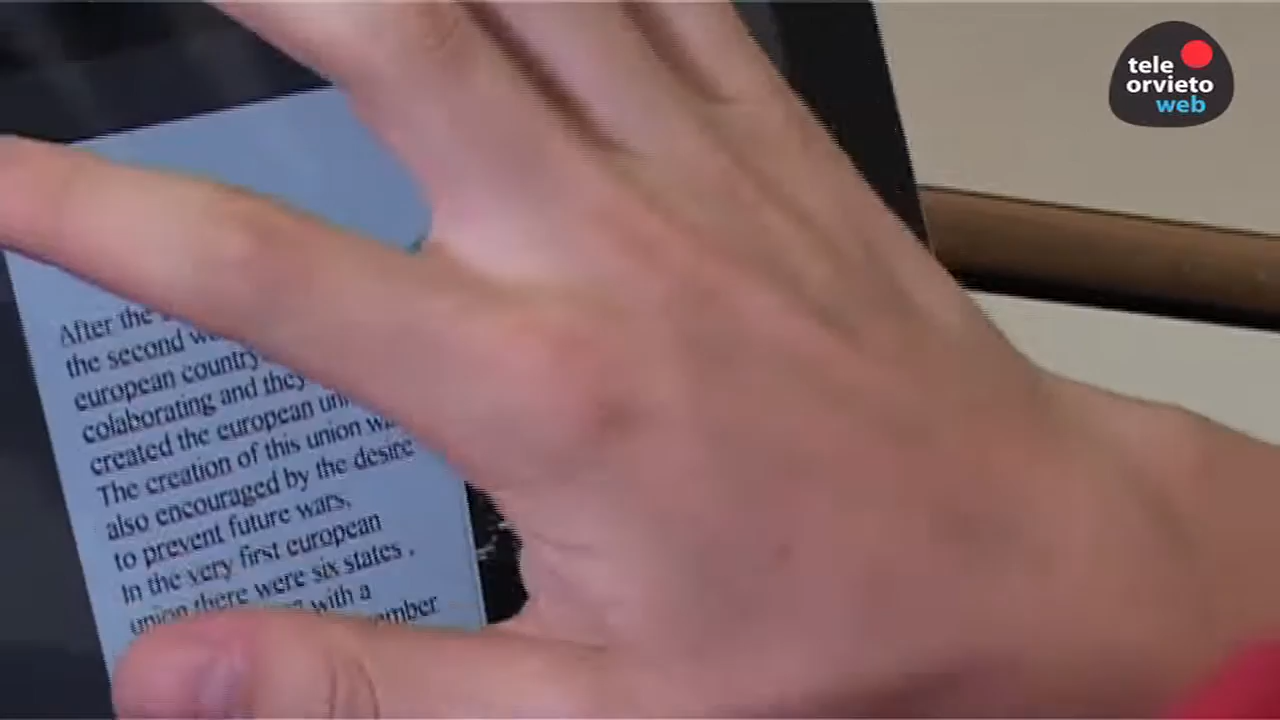 tele
orvieto
web
After the
the second
european country
colaborating and they
created the european
The creation of this union
also encouraged by the desire
to prevent future wars.
In the very first european
union there were six states .
with a